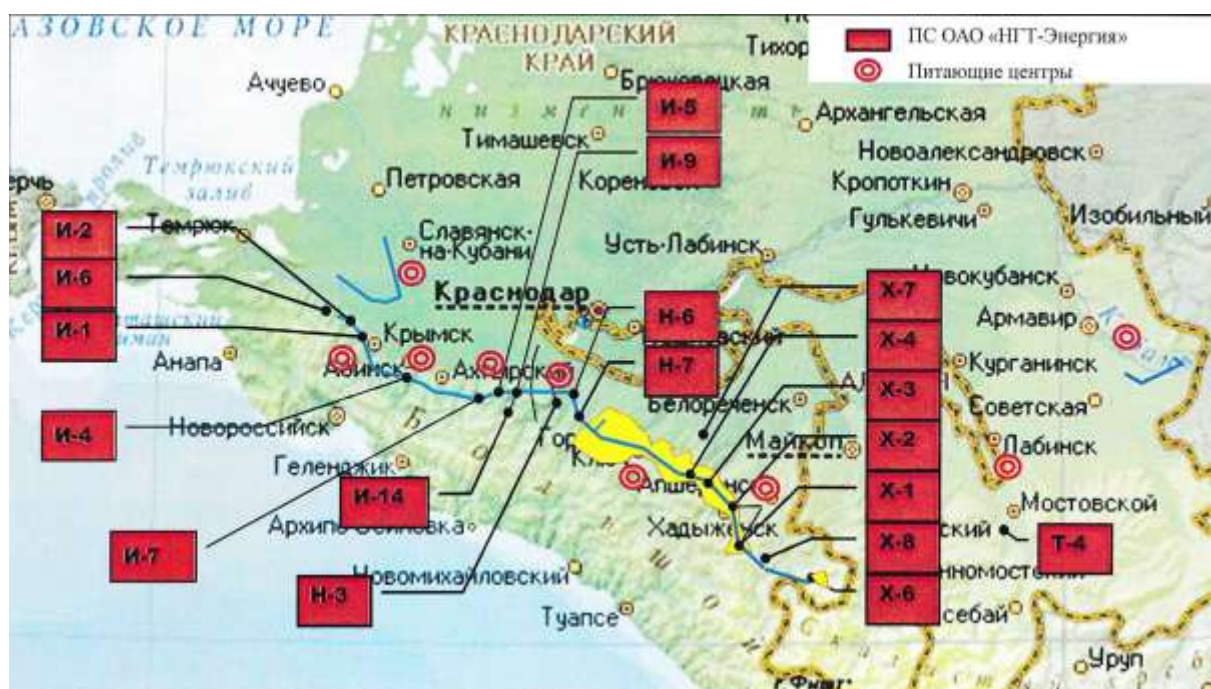 АЗОВСКОЕ МОРЕ
КРАСНОДАРСКИЙ
КРАЙ
ПС ОАО «НГТ-Энергия»
Питающие центры
Ачуево
Брюховецкая
Тимашевск
Архангельская
Новоалександровск
Кропоткин
Гулькевичи
Изобильный
Темрюкский
залив
Петровская
Славянск-
на-Кубани
Темрюк
Усть-Лабинск
Краснодар
Армавир
Курганинск
Советская
Лабинск
Мостовской
Крымск
Анапа
Новороссийск
Геленджик
Белореченск
Майкоп
Хадыженск
Новомихайловский
Туапсе
Уруп
И-5
И-9
И-2
И-6
И-1
И-4
И-7
И-14
Н-3
Н-6
Н-7
Х-7
Х-4
Х-3
Х-2
Х-1
Х-8
Х-6
Т-4